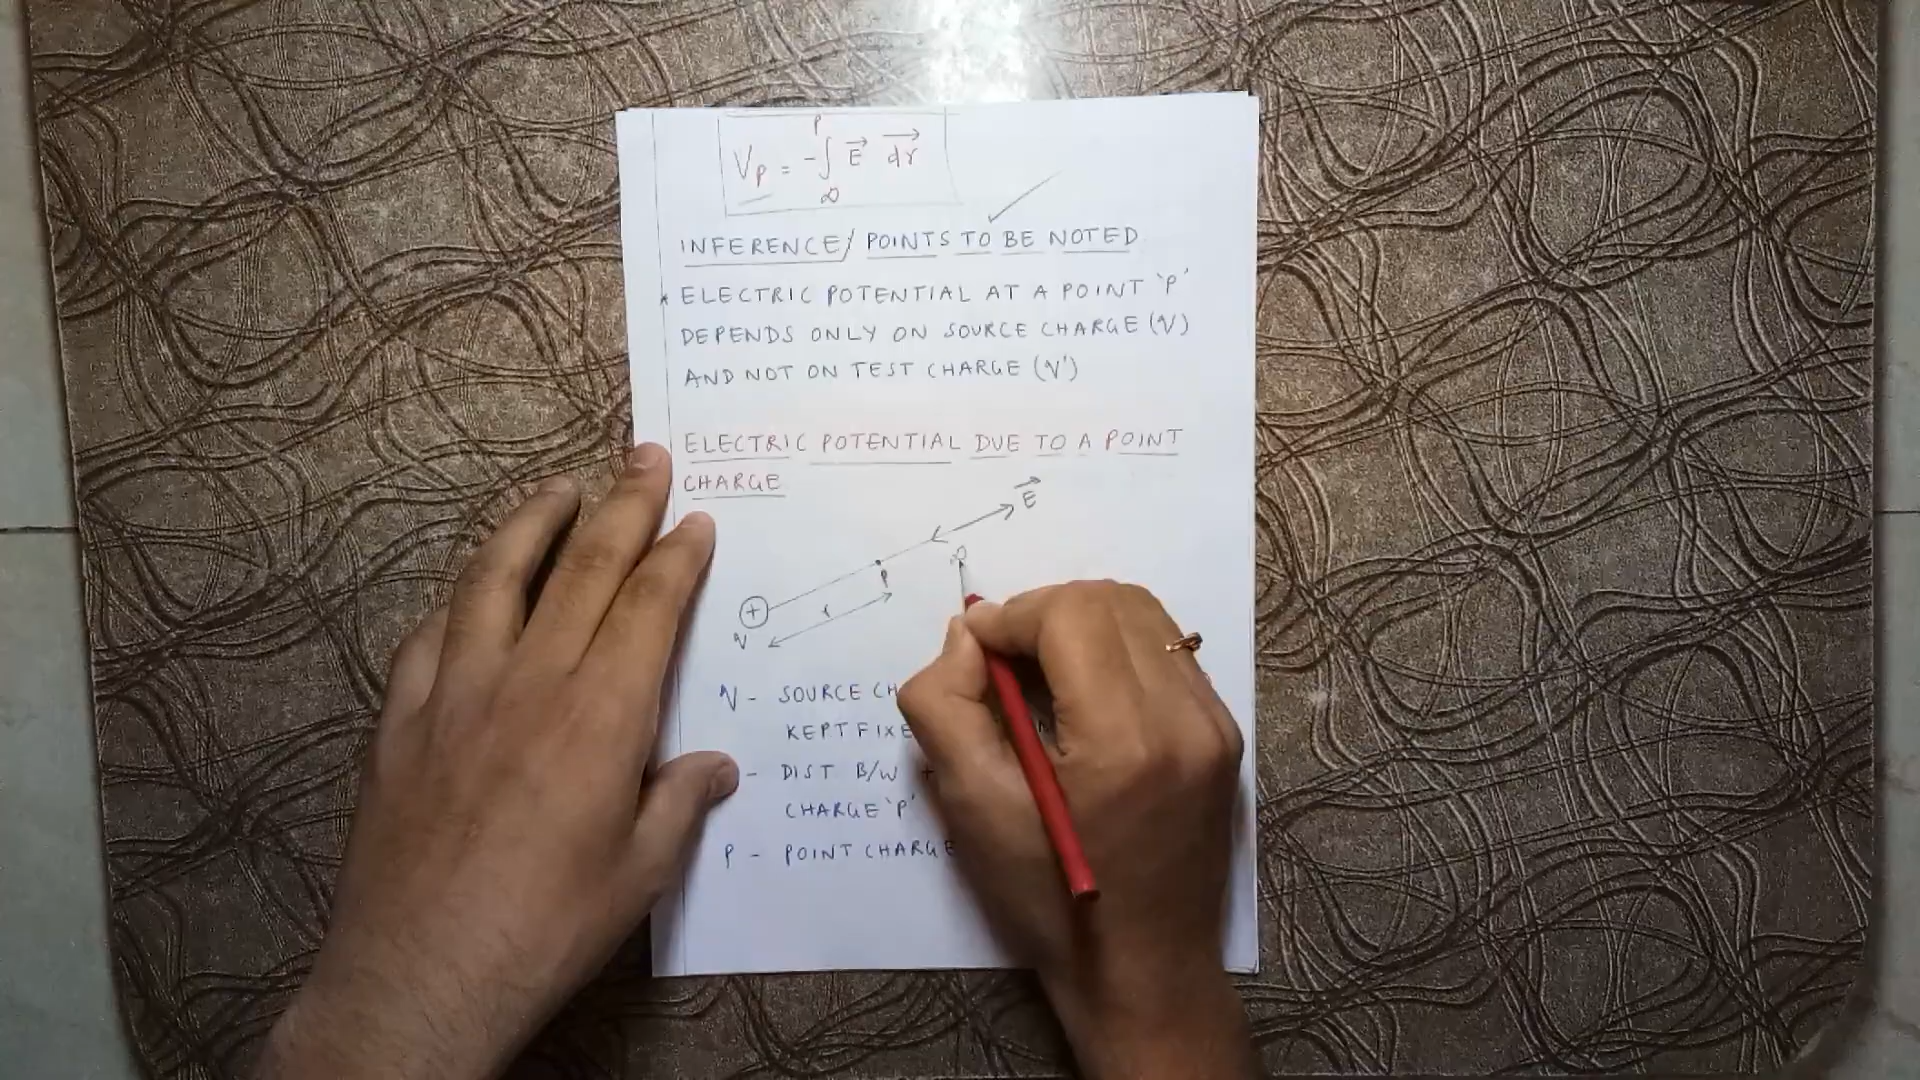 V_P = -∫_∞^P E⃗ dr⃗
INFERENCE/ POINTS TO BE NOTED
* ELECTRIC POTENTIAL AT A POINT 'P'
DEPENDS ONLY ON SOURCE CHARGE (q)
AND NOT ON TEST CHARGE (q')
ELECTRIC POTENTIAL DUE TO A POINT
CHARGE
E⃗
P
∞
+
r
q
q - SOURCE CH
KEPT FIXE
- DIST B/W +
CHARGE 'P'
P - POINT CHARGE